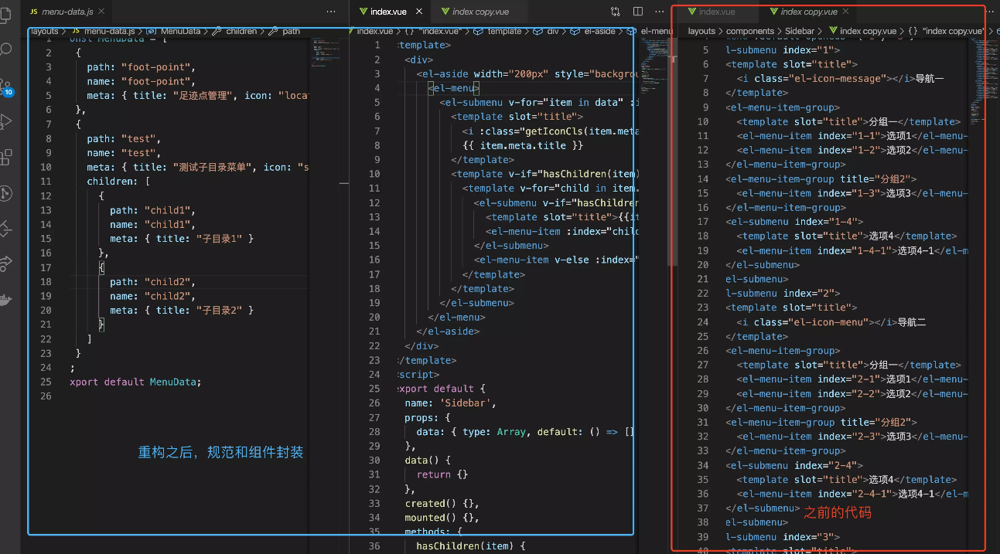 JS menu-data.js
index.vue
index copy.vue
index.vue
index copy.vue
layouts > JS menu-data.js > MenuData > children > path
index.vue > {} "index.vue" > template > div > el-aside > el-menu
layouts > components > Sidebar > index copy.vue > {} "index copy.vue"
10
onst MenuData = [
2 {
3 path: "foot-point",
4 name: "foot-point",
5 meta: { title: "足迹点管理", icon: "loca
6 },
7 {
8 path: "test",
9 name: "test",
10 meta: { title: "测试子目录菜单", icon: "s
11 children: [
12 {
13 path: "child1",
14 name: "child1",
15 meta: { title: "子目录1" }
16 },
17 {
18 path: "child2",
19 name: "child2",
20 meta: { title: "子目录2" }
21 }
22 ]
23 }
24 ;
25 xport default MenuData;
26
重构之后，规范和组件封装
1 template>
2 <div>
3 <el-aside width="200px" style="backgrou
4 <el-menu>
5 <el-submenu v-for="item in data" :i
6 <template slot="title">
7 <i :class="getIconCls(item.meta
8 {{ item.meta.title }}
9 </template>
10 <template v-if="hasChildren(item)
11 <template v-for="child in item.
12 <el-submenu v-if="hasChildren
13 <template slot="title">{{it
14 <el-menu-item :index="chil
15 </el-submenu>
16 <el-menu-item v-else :index="
17 </template>
18 </template>
19 </el-submenu>
20 </el-menu>
21 </el-aside>
22 </div>
23 </template>
24 script>
25 export default {
26 name: 'Sidebar',
27 props: {
28 data: { type: Array, default: () => []
29 },
30 data() {
31 return {}
32 },
33 created() {},
34 mounted() {},
35 methods: {
36 hasChildren(item) {
5 l-submenu index="1">
6 <template slot="title">
7 <i class="el-icon-message"></i>导航一
8 </template>
9 <el-menu-item-group>
10 <template slot="title">分组一</template>
11 <el-menu-item index="1-1">选项1</el-menu-
12 <el-menu-item index="1-2">选项2</el-menu-
13 </el-menu-item-group>
14 <el-menu-item-group title="分组2">
15 <el-menu-item index="1-3">选项3</el-menu-
16 </el-menu-item-group>
17 <el-submenu index="1-4">
18 <template slot="title">选项4</template>
19 <el-menu-item index="1-4-1">选项4-1</el-m
20 </el-submenu>
21 el-submenu>
22 l-submenu index="2">
23 <template slot="title">
24 <i class="el-icon-menu"></i>导航二
25 </template>
26 <el-menu-item-group>
27 <template slot="title">分组一</template>
28 <el-menu-item index="2-1">选项1</el-menu-
29 <el-menu-item index="2-2">选项2</el-menu-
30 </el-menu-item-group>
31 <el-menu-item-group title="分组2">
32 <el-menu-item index="2-3">选项3</el-menu-
33 </el-menu-item-group>
34 <el-submenu index="2-4">
35 <template slot="title">选项4</template>
36 <el-menu-item index="2-4-1">选项4-1</el-m
37 </el-submenu>
38 el-submenu>
39 l-submenu index="3">
40 <template slot="title">
之前的代码